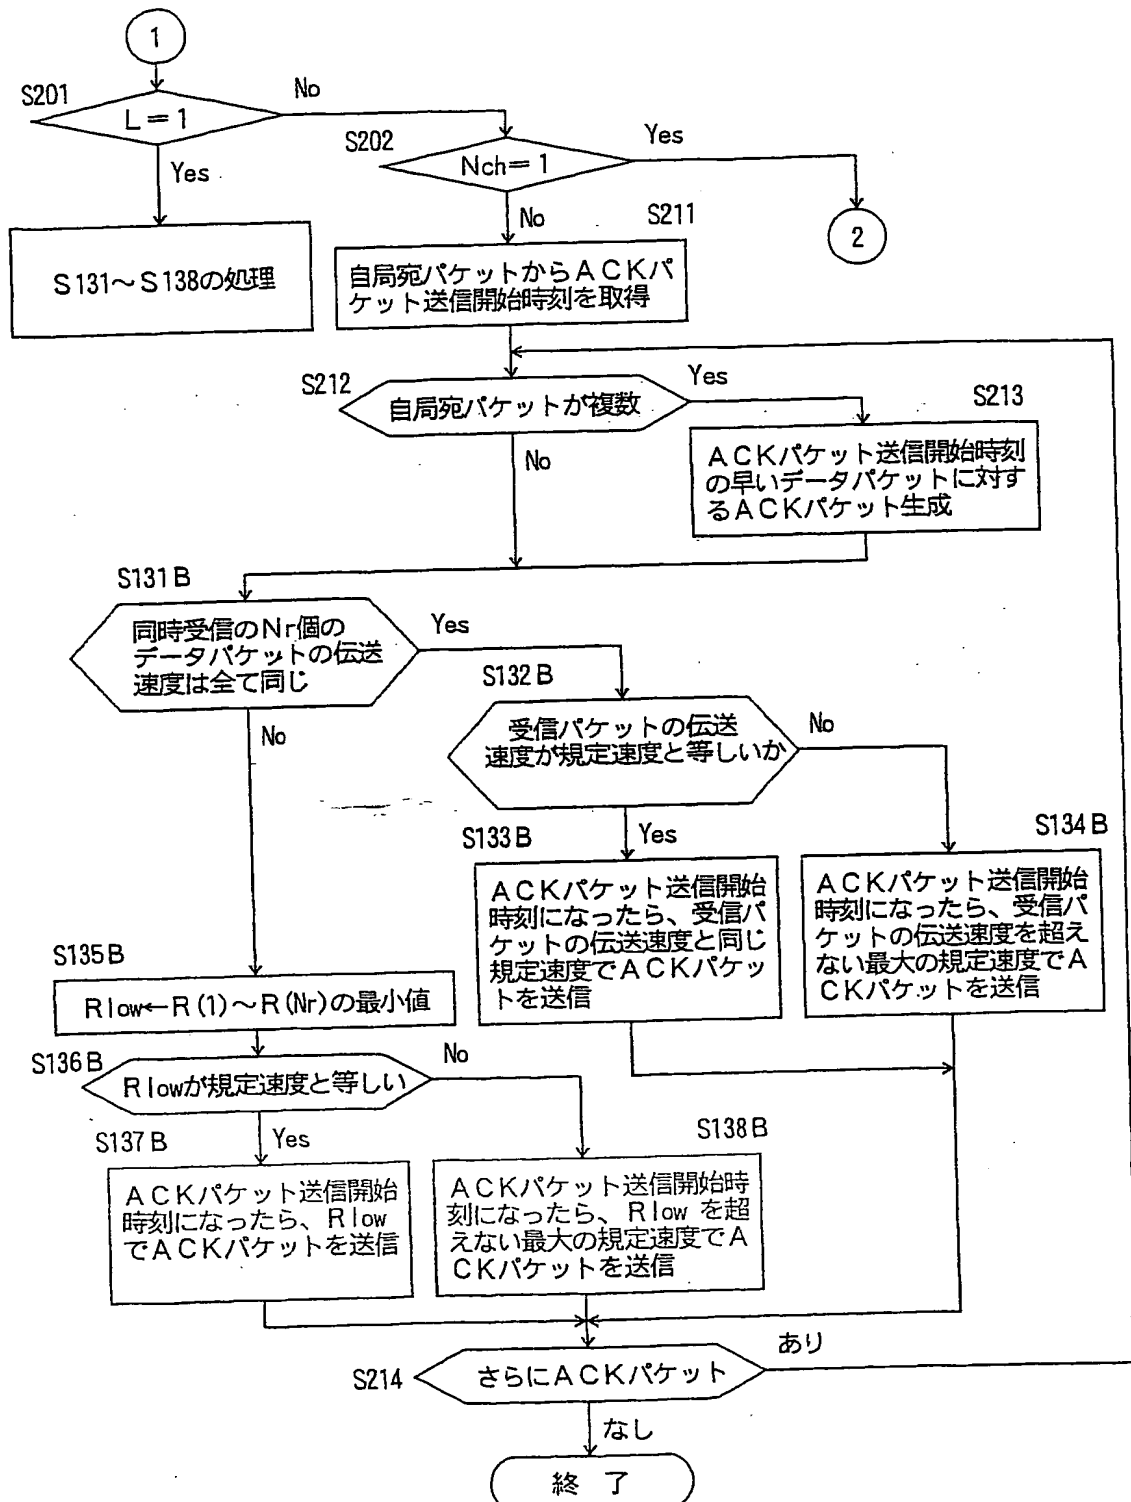 1
S201
L=1
No
Yes
S202
Nch=1
Yes
No
2
S131~S138の処理
S211
自局宛パケットからACKパ
ケット送信開始時刻を取得
S212
自局宛パケットが複数
Yes
No
S213
ACKパケット送信開始時刻
の早いデータパケットに対す
るACKパケット生成
S131B
同時受信のNr個の
データパケットの伝送
速度は全て同じ
Yes
No
S132B
受信パケットの伝送
速度が規定速度と等しいか
No
Yes
S133B
ACKパケット送信開始
時刻になったら、受信パ
ケットの伝送速度と同じ
規定速度でACKパケッ
トを送信
S134B
ACKパケット送信開始
時刻になったら、受信パ
ケットの伝送速度を超え
ない最大の規定速度でA
CKパケットを送信
S135B
Rlow←R(1)~R(Nr)の最小値
S136B
Rlowが規定速度と等しい
No
Yes
S137B
ACKパケット送信開始
時刻になったら、Rlow
でACKパケットを送信
S138B
ACKパケット送信開始時
刻になったら、Rlow を超
えない最大の規定速度でA
CKパケットを送信
S214
さらにACKパケット
あり
なし
終 了